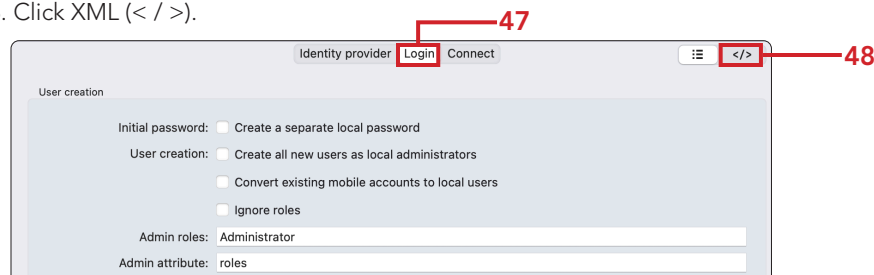 . Click XML (< / >).
47
Identity provider Login Connect </>
48
User creation
Initial password: Create a separate local password
User creation: Create all new users as local administrators
Convert existing mobile accounts to local users
Ignore roles
Admin roles: Administrator
Admin attribute: roles